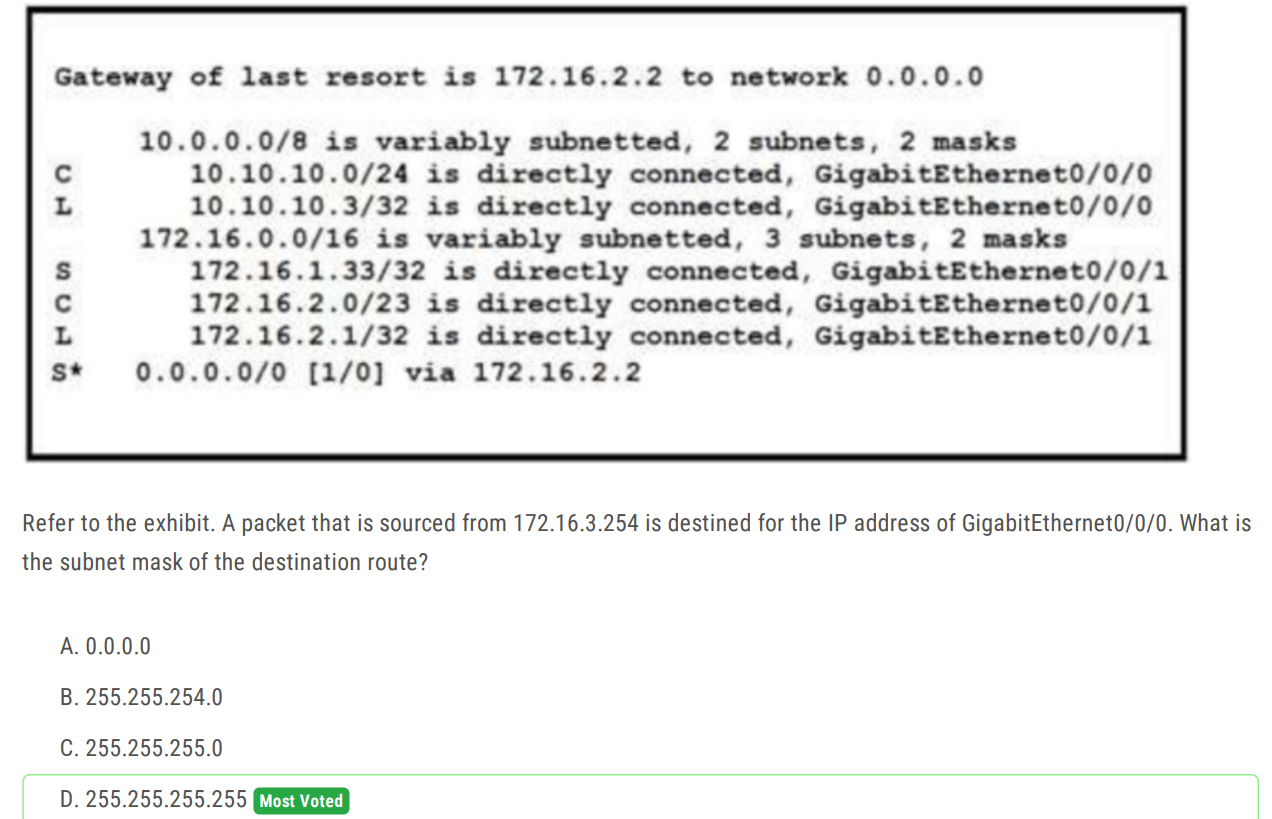 Gateway of last resort is 172.16.2.2 to network 0.0.0.0
10.0.0.0/8 is variably subnetted, 2 subnets, 2 masks
C 10.10.10.0/24 is directly connected, GigabitEthernet0/0/0
L 10.10.10.3/32 is directly connected, GigabitEthernet0/0/0
172.16.0.0/16 is variably subnetted, 3 subnets, 2 masks
S 172.16.1.33/32 is directly connected, GigabitEthernet0/0/1
C 172.16.2.0/23 is directly connected, GigabitEthernet0/0/1
L 172.16.2.1/32 is directly connected, GigabitEthernet0/0/1
S* 0.0.0.0/0 [1/0] via 172.16.2.2
Refer to the exhibit. A packet that is sourced from 172.16.3.254 is destined for the IP address of GigabitEthernet0/0/0. What is
the subnet mask of the destination route?
A. 0.0.0.0
B. 255.255.254.0
C. 255.255.255.0
D. 255.255.255.255 Most Voted